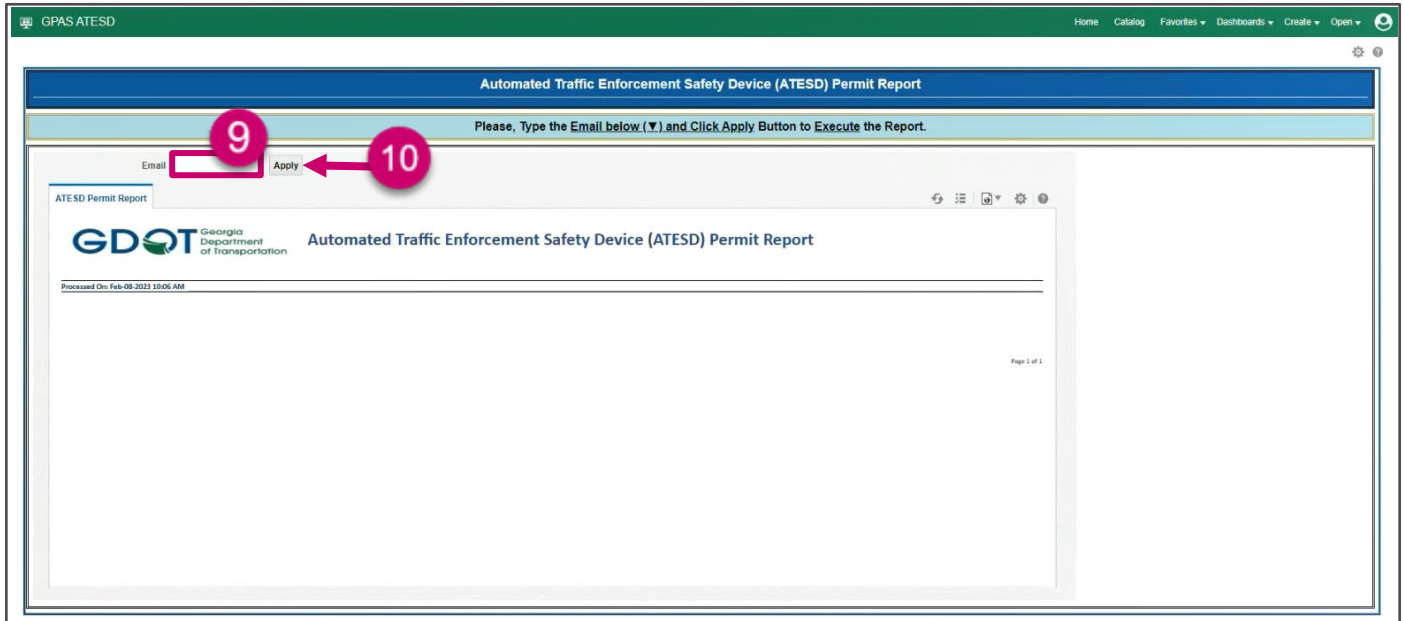 GPAS ATESD
Home Catalog Favorites Dashboards Create Open
Automated Traffic Enforcement Safety Device (ATESD) Permit Report
Please, Type the Email below (▼) and Click Apply Button to Execute the Report.
9
10
Email Apply
ATESD Permit Report
GDOT Georgia
Department
of Transportation
Automated Traffic Enforcement Safety Device (ATESD) Permit Report
Processed On: Feb-08-2023 10:06 AM
Page 1 of 1